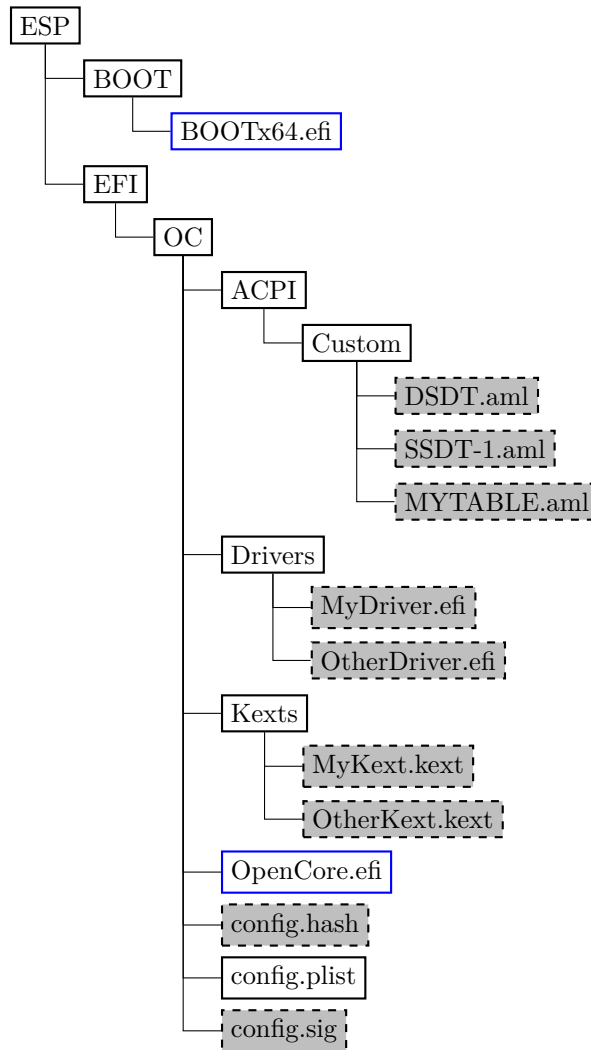 ESP
BOOT
BOOTx64.efi
EFI
OC
ACPI
Custom
DSDT.aml
SSDT-1.aml
MYTABLE.aml
Drivers
MyDriver.efi
OtherDriver.efi
Kexts
MyKext.kext
OtherKext.kext
OpenCore.efi
config.hash
config.plist
config.sig